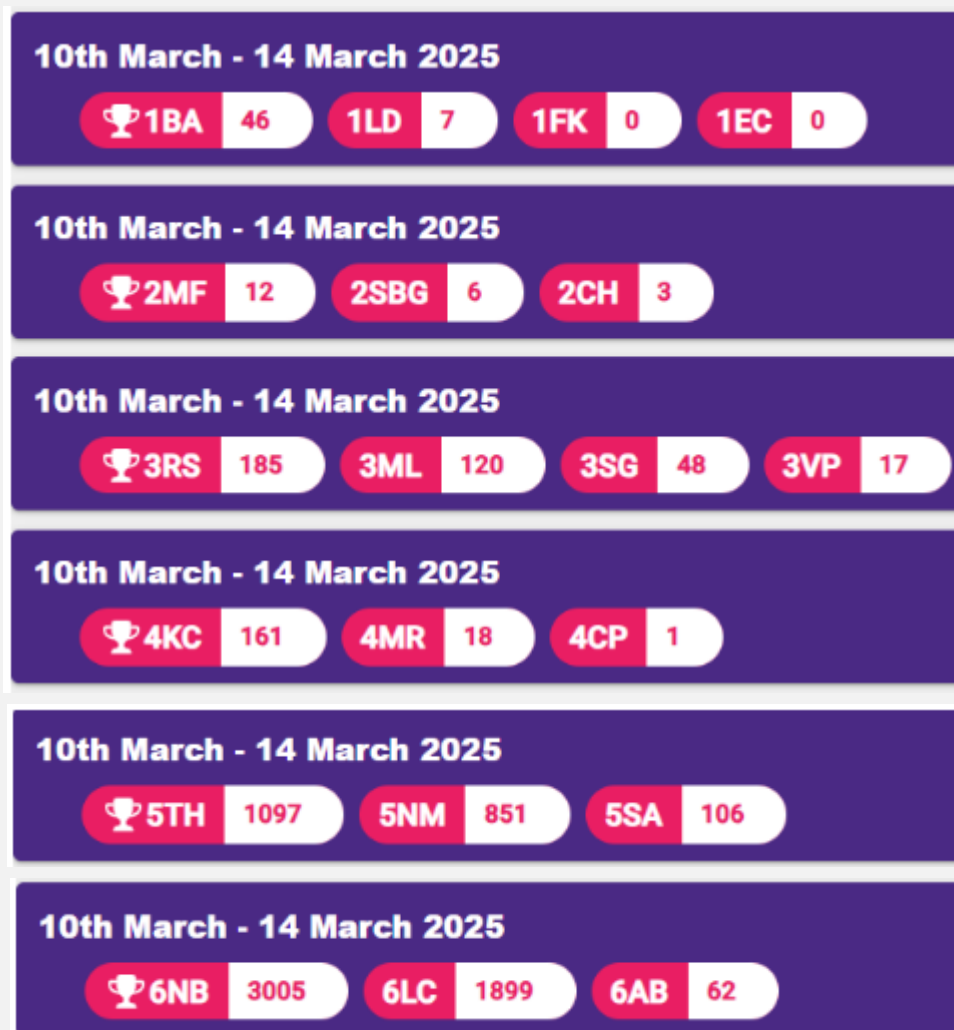 10th March - 14 March 2025
1BA 46 1LD 7 1FK 0 1EC 0
10th March - 14 March 2025
2MF 12 2SBG 6 2CH 3
10th March - 14 March 2025
3RS 185 3ML 120 3SG 48 3VP 17
10th March - 14 March 2025
4KC 161 4MR 18 4CP 1
10th March - 14 March 2025
5TH 1097 5NM 851 5SA 106
10th March - 14 March 2025
6NB 3005 6LC 1899 6AB 62